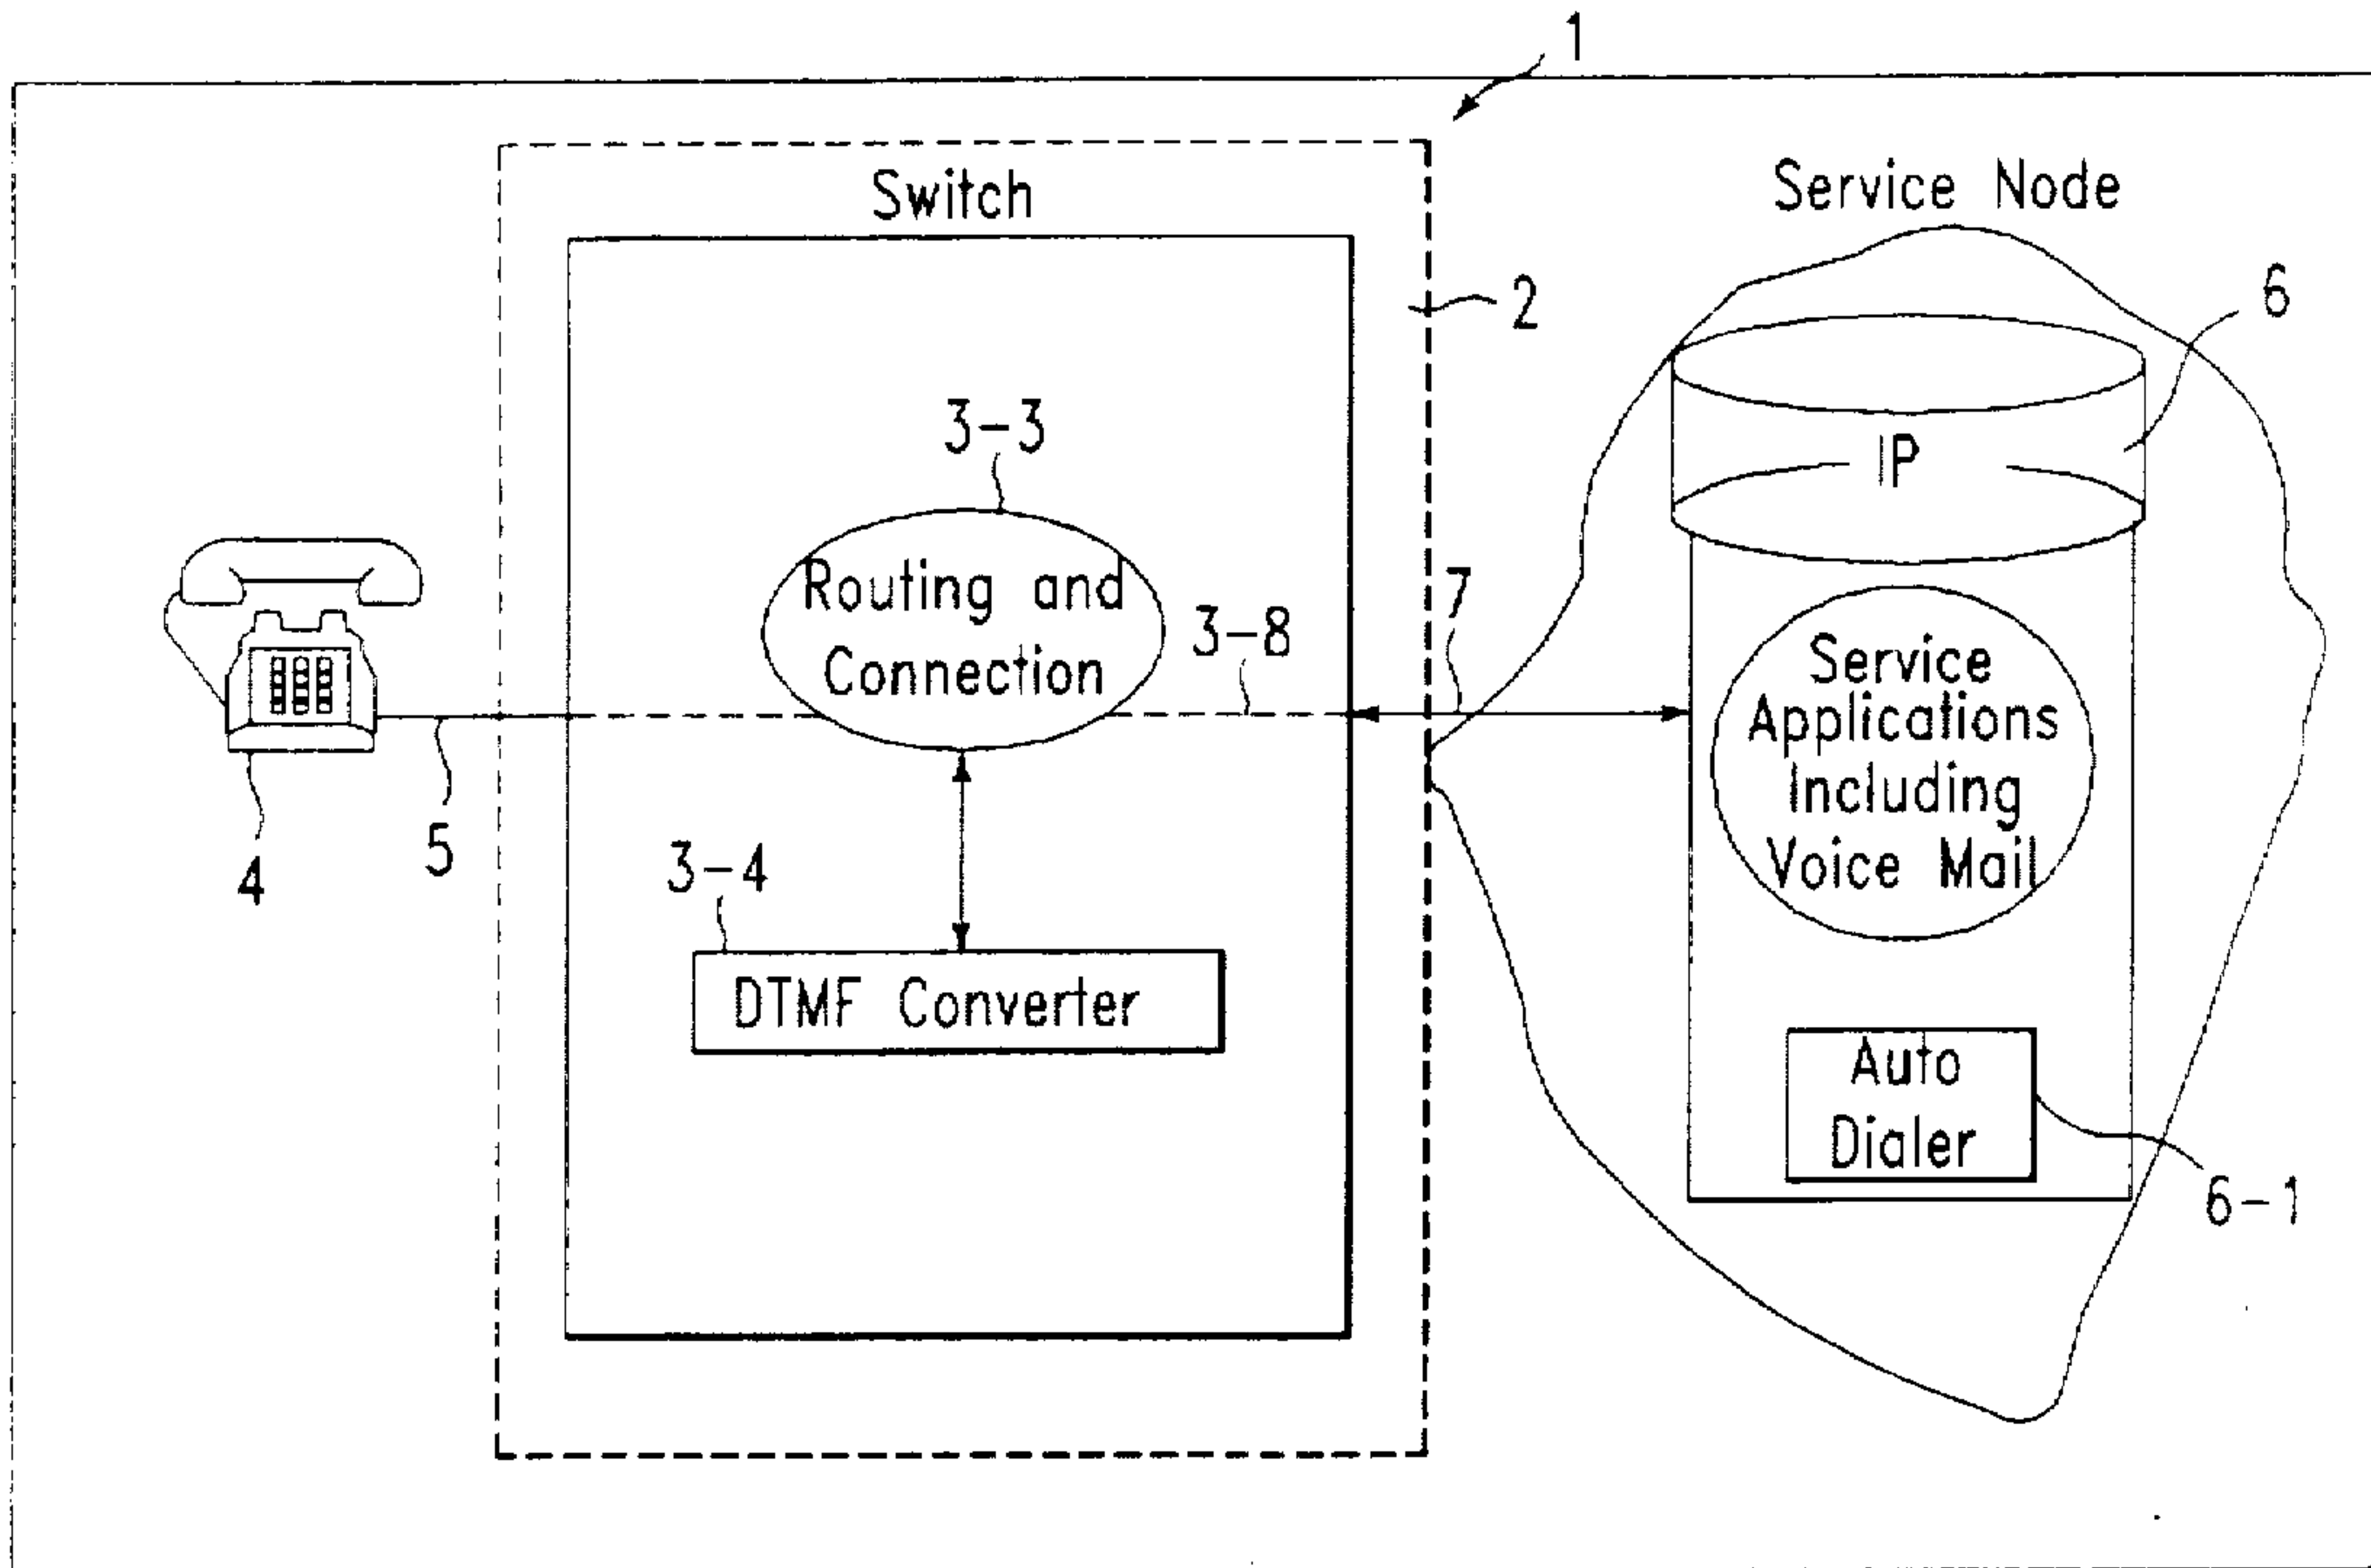 1
Switch
Service Node
2
6
3-3
IP
Routing and
Connection
7
3-8
Service
Applications
Including
Voice Mail
5
4
3-4
DTMF Converter
Auto
Dialer
6-1